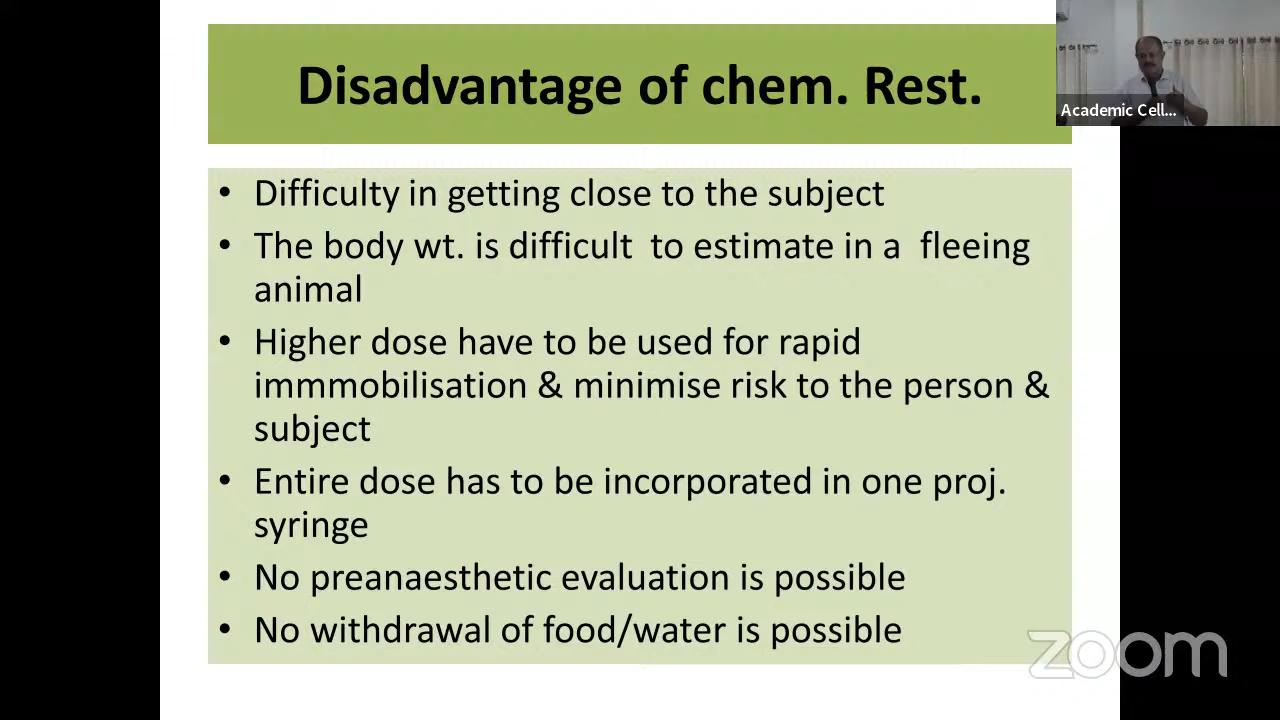 Disadvantage of chem. Rest.
Academic Cell...
• Difficulty in getting close to the subject
• The body wt. is difficult to estimate in a fleeing
animal
• Higher dose have to be used for rapid
immmobilisation & minimise risk to the person &
subject
• Entire dose has to be incorporated in one proj.
syringe
• No preanaesthetic evaluation is possible
• No withdrawal of food/water is possible
zoom